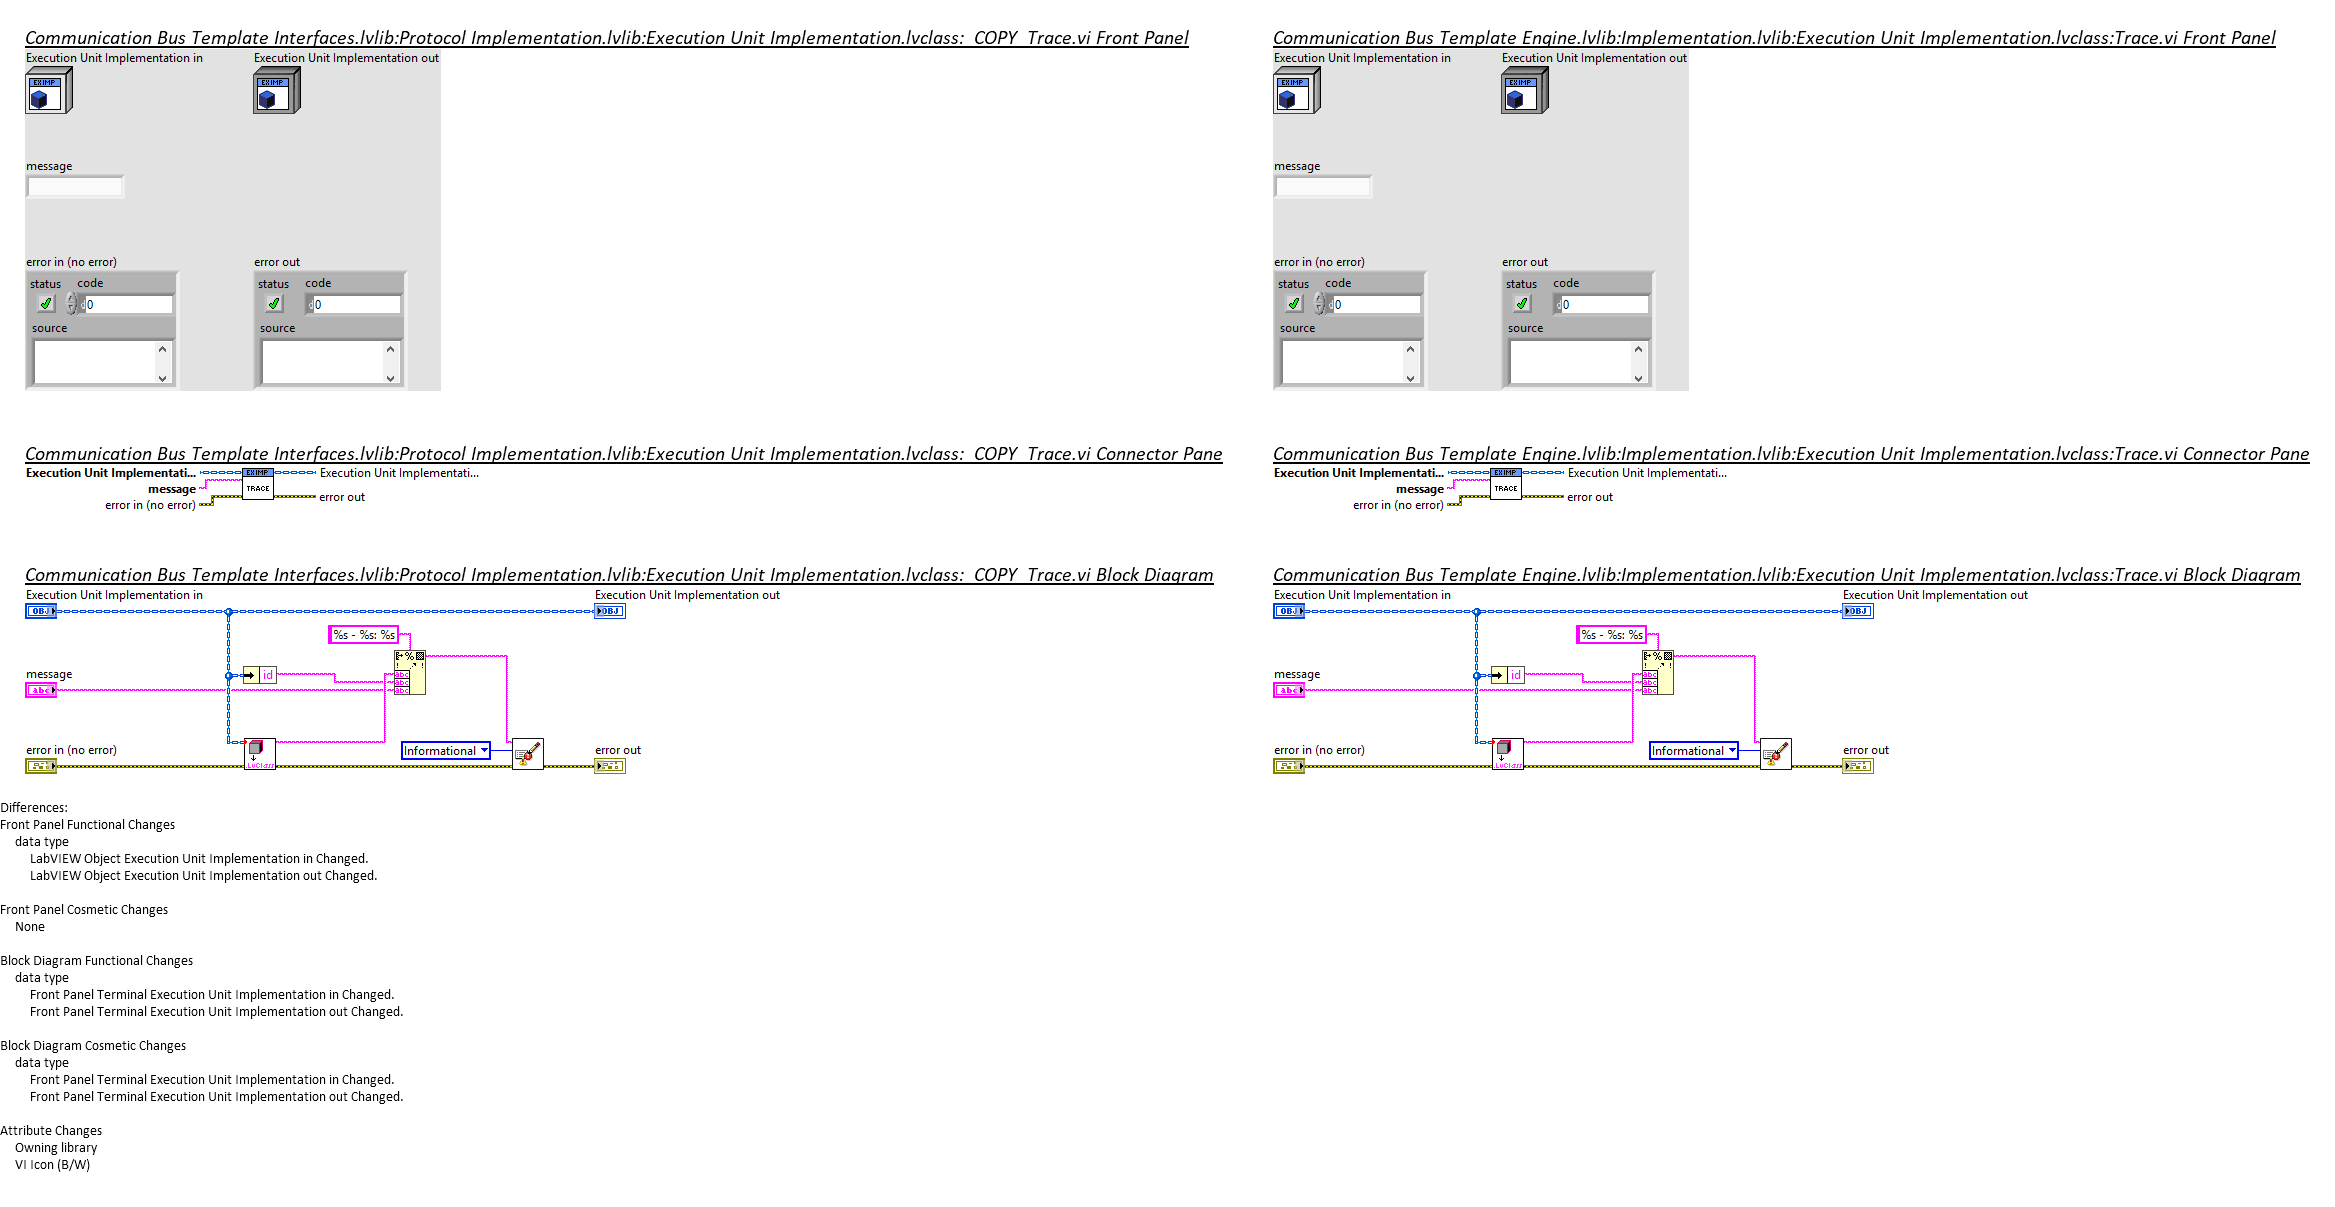 Communication Bus Template Interfaces.lvlib:Protocol Implementation.lvlib:Execution Unit Implementation.lvclass:  COPY  Trace.vi Front Panel
Execution Unit Implementation in
Execution Unit Implementation out
EXIMP
EXIMP
message
error in (no error)
error out
status code
0
status code
0
source
source
Communication Bus Template Engine.lvlib:Implementation.lvlib:Execution Unit Implementation.lvclass:Trace.vi Front Panel
Execution Unit Implementation in
Execution Unit Implementation out
EXIMP
EXIMP
message
error in (no error)
error out
status code
0
status code
0
source
source
Communication Bus Template Interfaces.lvlib:Protocol Implementation.lvlib:Execution Unit Implementation.lvclass:  COPY  Trace.vi Connector Pane
Execution Unit Implementati...
EXIMP
Execution Unit Implementati...
message
TRACE
error out
error in (no error)
Communication Bus Template Engine.lvlib:Implementation.lvlib:Execution Unit Implementation.lvclass:Trace.vi Connector Pane
Execution Unit Implementati...
EXIMP
Execution Unit Implementati...
message
TRACE
error out
error in (no error)
Communication Bus Template Interfaces.lvlib:Protocol Implementation.lvlib:Execution Unit Implementation.lvclass:  COPY  Trace.vi Block Diagram
Execution Unit Implementation in
Execution Unit Implementation out
OBJ
OBJ
%s - %s: %s
message
id
abc
abc
abc
abc
error in (no error)
Informational
error out
.LvClass
Communication Bus Template Engine.lvlib:Implementation.lvlib:Execution Unit Implementation.lvclass:Trace.vi Block Diagram
Execution Unit Implementation in
Execution Unit Implementation out
OBJ
OBJ
%s - %s: %s
message
id
abc
abc
abc
abc
error in (no error)
Informational
error out
.LvClass
Differences:
Front Panel Functional Changes
data type
LabVIEW Object Execution Unit Implementation in Changed.
LabVIEW Object Execution Unit Implementation out Changed.
Front Panel Cosmetic Changes
None
Block Diagram Functional Changes
data type
Front Panel Terminal Execution Unit Implementation in Changed.
Front Panel Terminal Execution Unit Implementation out Changed.
Block Diagram Cosmetic Changes
data type
Front Panel Terminal Execution Unit Implementation in Changed.
Front Panel Terminal Execution Unit Implementation out Changed.
Attribute Changes
Owning library
VI Icon (B/W)